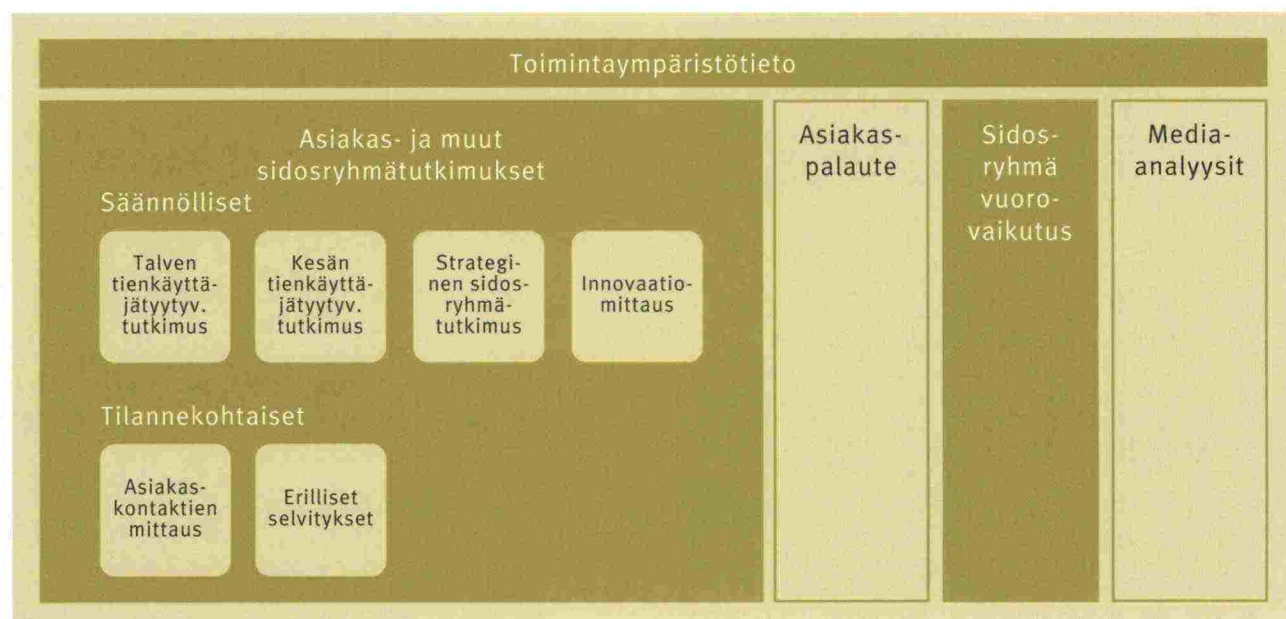 Toimintaympäristötieto
Asiakas- ja muut
sidosryhmätutkimukset
Säännölliset
Talven
tienkäyttä-
jätyytyv.
tutkimus
Kesän
tienkäyttä-
jätyytyv.
tutkimus
Strategi-
nen sidos-
ryhmä-
tutkimus
Innovaatio-
mittaus
Tilannekohtaiset
Asiakas-
kontaktien
mittaus
Erilliset
selvitykset
Asiakas-
palaute
Sidos-
ryhmä
vuoro-
vaikutus
Media-
analyysit